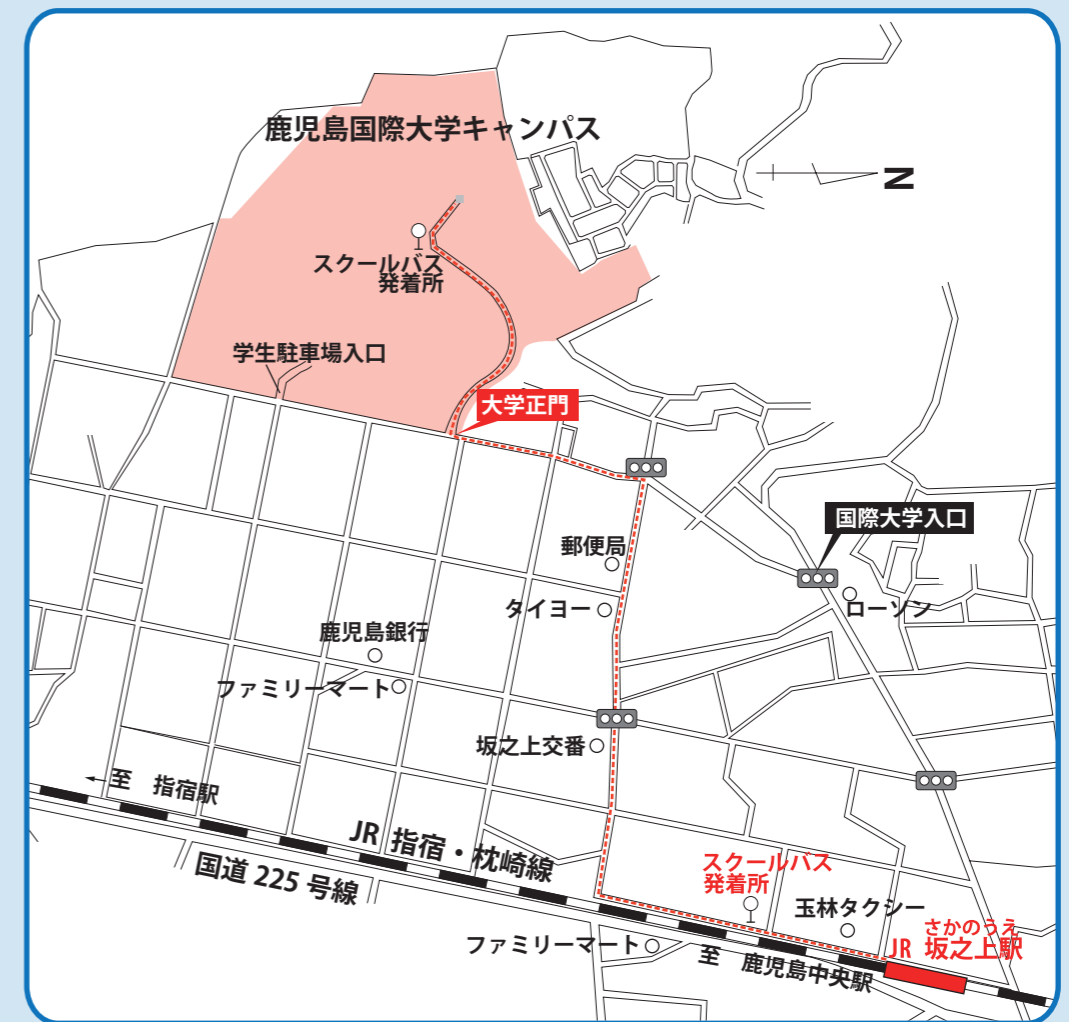 鹿児島国際大学キャンパス
N
スクールバス
発着所
学生駐車場入口
大学正門
国際大学入口
郵便局
タイヨー
ローソン
鹿児島銀行
ファミリーマート
坂之上交番
←至 指宿駅
JR 指宿・枕崎線
国道 225 号線
スクールバス
発着所
玉林タクシー
さかのうえ
JR 坂之上駅
ファミリーマート
至 鹿児島中央駅